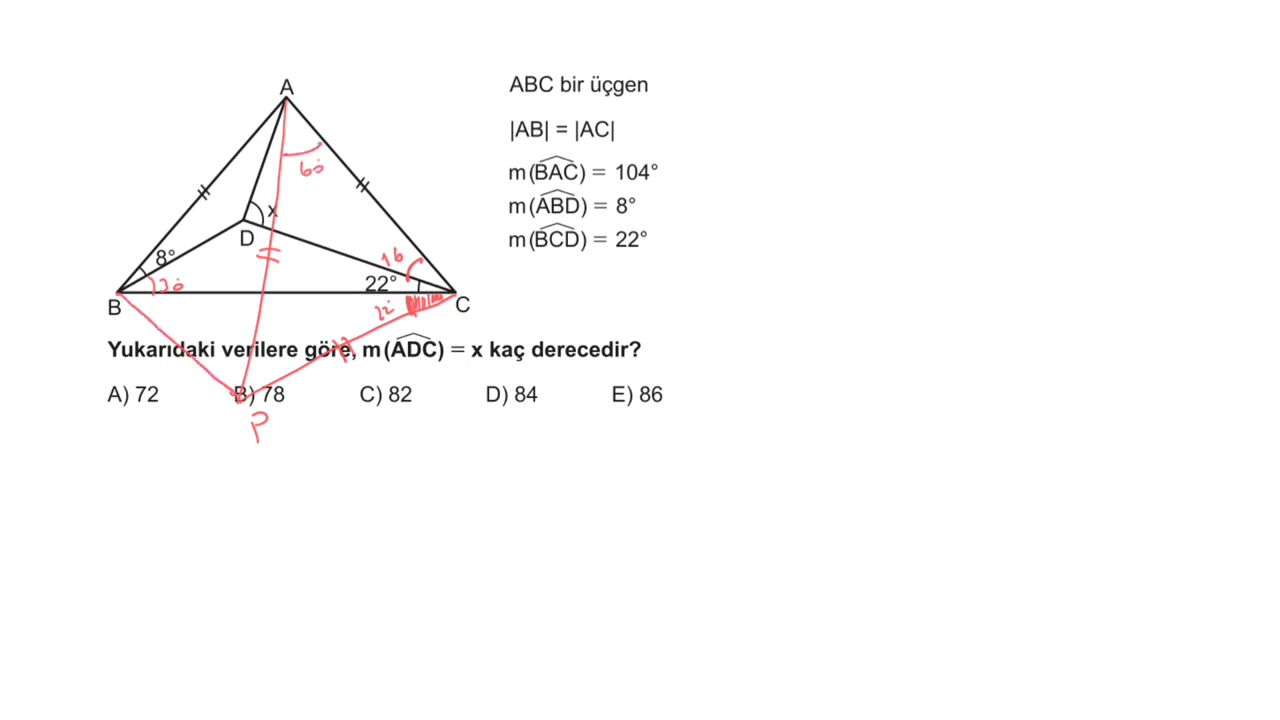 A
60°
x
D
8°
30
16
22°
B
C
22°
P
ABC bir üçgen
|AB| = |AC|
m(BAC) = 104°
m(ABD) = 8°
m(BCD) = 22°
Yukarıdaki verilere göre, m(ADC) = x kaç derecedir?
A) 72 B) 78 C) 82 D) 84 E) 86